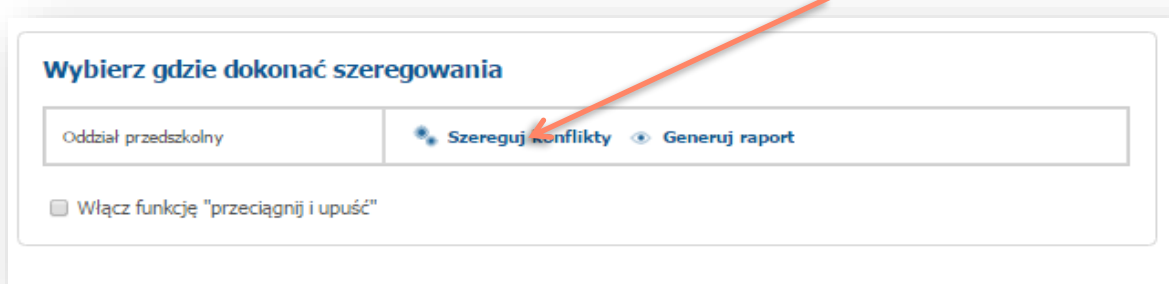 Wybierz gdzie dokonać szeregowania
Oddział przedszkolny Szereguj konflikty Generuj raport
Włącz funkcję "przeciągnij i upuść"